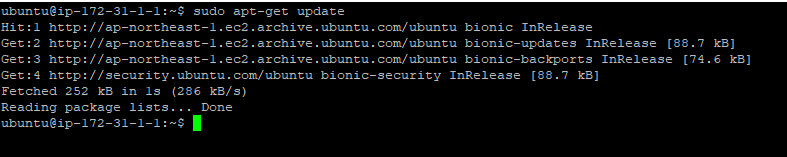 ubuntu@ip-172-31-1-1:~$ sudo apt-get update
Hit:1 http://ap-northeast-1.ec2.archive.ubuntu.com/ubuntu bionic InRelease
Get:2 http://ap-northeast-1.ec2.archive.ubuntu.com/ubuntu bionic-updates InRelease [88.7 kB]
Get:3 http://ap-northeast-1.ec2.archive.ubuntu.com/ubuntu bionic-backports InRelease [74.6 kB]
Get:4 http://security.ubuntu.com/ubuntu bionic-security InRelease [88.7 kB]
Fetched 252 kB in 1s (286 kB/s)
Reading package lists... Done
ubuntu@ip-172-31-1-1:~$